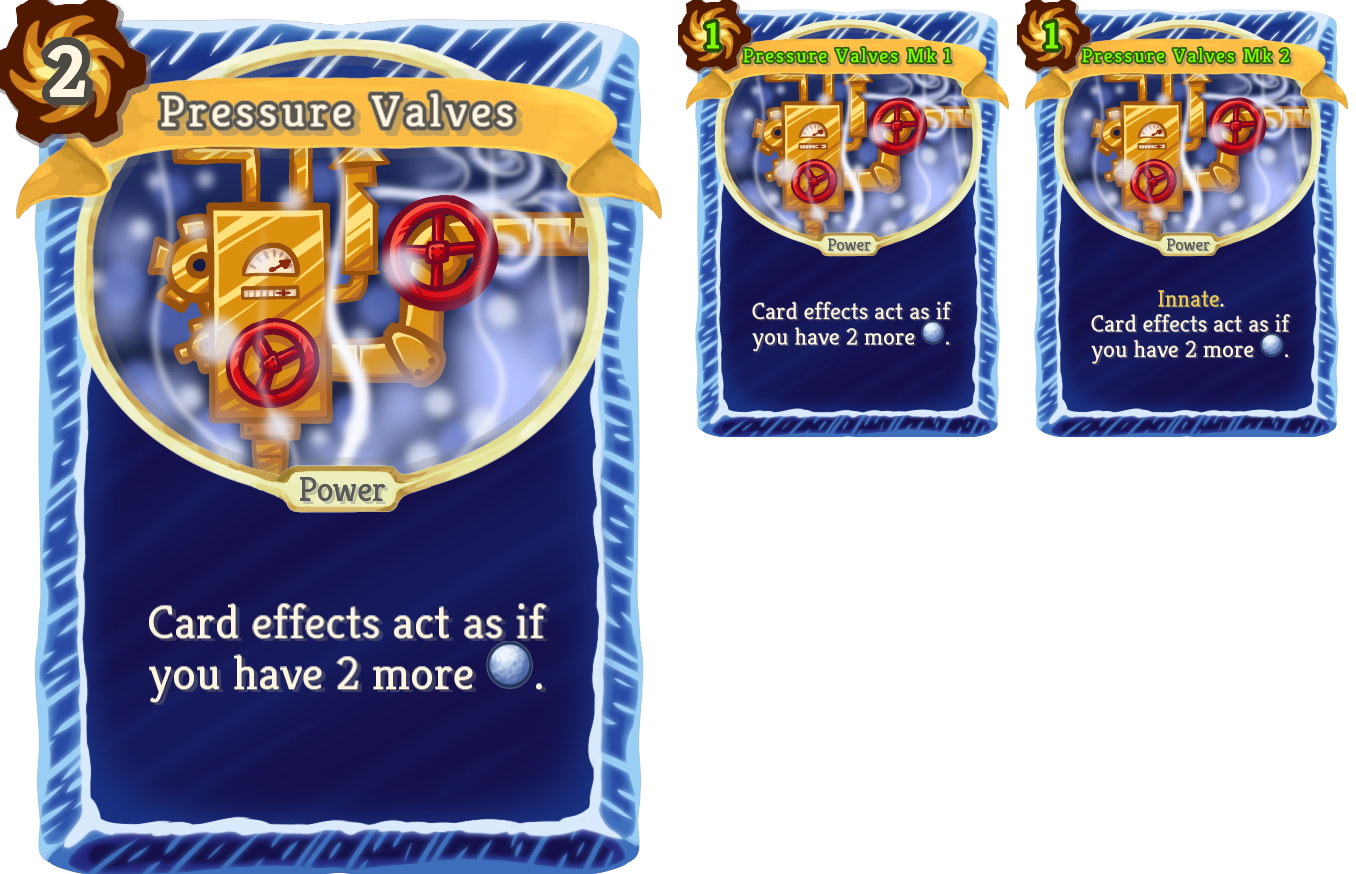 2
Pressure Valves
Power
Card effects act as if
you have 2 more .
1
Pressure Valves Mk 1
Power
Card effects act as if
you have 2 more .
1
Pressure Valves Mk 2
Power
Innate.
Card effects act as if
you have 2 more .